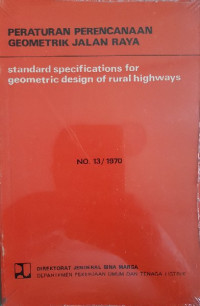 PERATURAN PERENCANAAN
GEOMETRIK JALAN RAYA
standard specifications for
geometric design of rural highways
NO. 13/1970
DIREKTORAT JENDERAL BINA MARGA
DEPARTEMEN PEKERJAAN UMUM DAN TENAGA LISTRIK